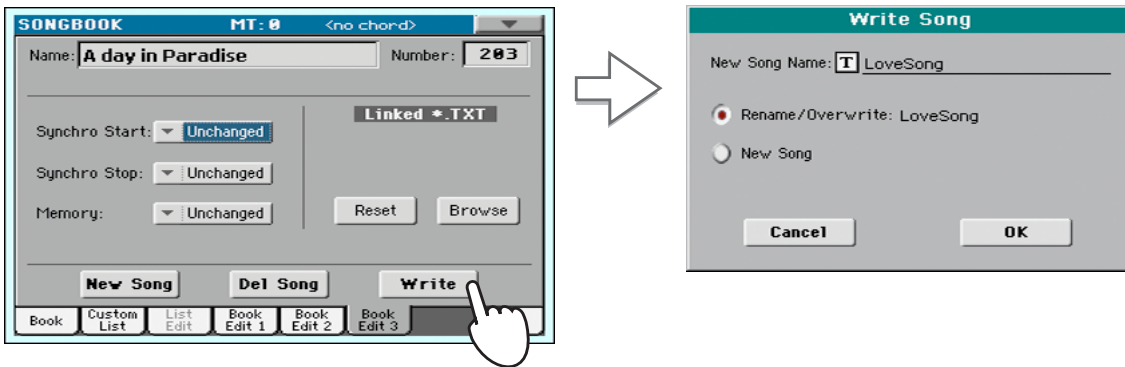 SONGBOOK MT: 0 <no chord>
Name: A day in Paradise Number: 203
Linked *.TXT
Synchro Start: Unchanged
Synchro Stop: Unchanged
Memory: Unchanged
Reset Browse
New Song Del Song Write
Book Custom List List Edit Book Edit 1 Book Edit 2 Book Edit 3
Write Song
New Song Name: T LoveSong
Rename/Overwrite: LoveSong
New Song
Cancel OK